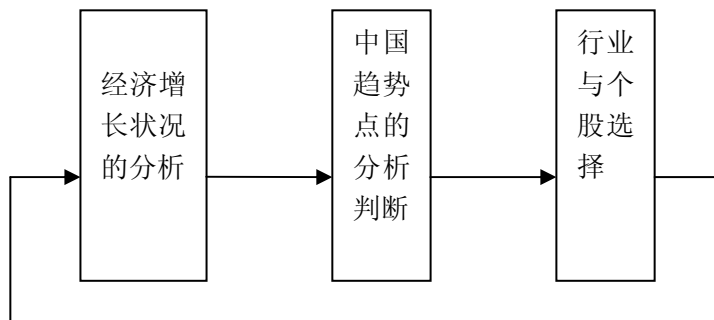 经济增
长状况
的分析
中国
趋势
点的
分析
判断
行业
与个
股选
择